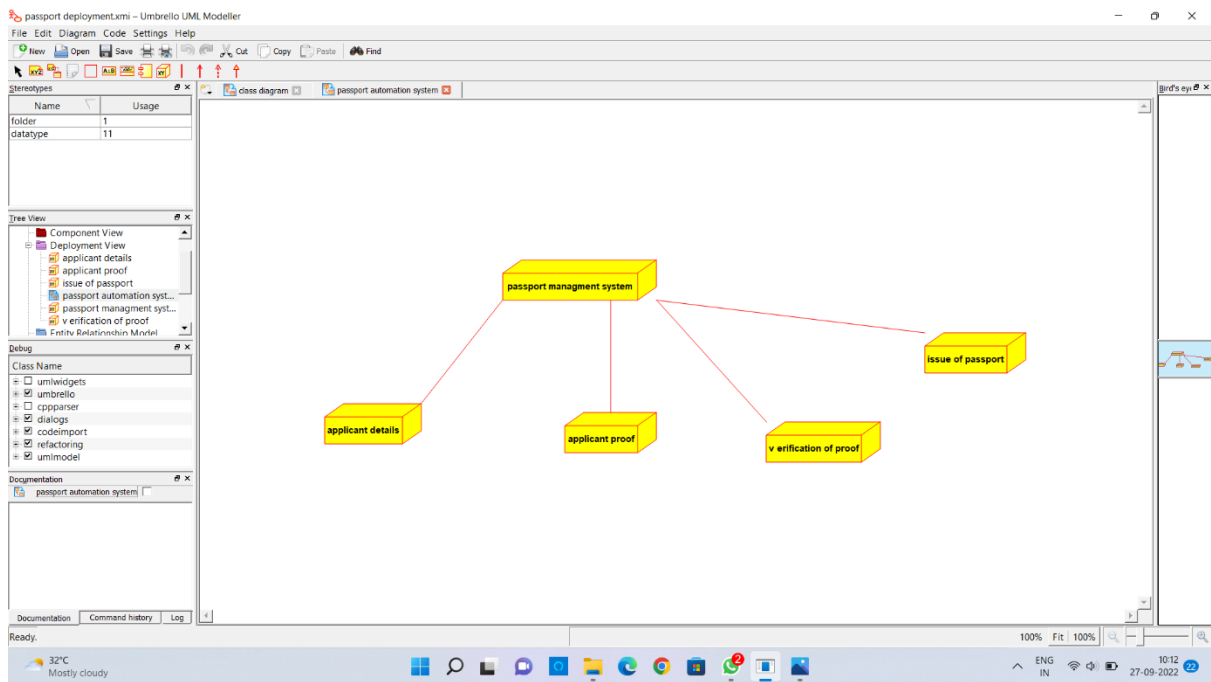 passport deployment.xmi – Umbrello UML Modeller
File Edit Diagram Code Settings Help
New Open Save Cut Copy Paste Find
Stereotypes
Name Usage
folder 1
datatype 11
class diagram passport automation system
Bird's eye
Tree View
Component View
Deployment View
applicant details
applicant proof
issue of passport
passport automation syst...
passport managment syst...
v erification of proof
Entity Relationship Model
Debug
Class Name
umlwidgets
umbrello
cppparser
dialogs
codeimport
refactoring
umlmodel
Documentation
passport automation system
Documentation Command history Log
passport managment system
issue of passport
applicant details
applicant proof
v erification of proof
Ready.
100% Fit 100%
32°C
Mostly cloudy
2
ENG
IN
10:12
27-09-2022
22